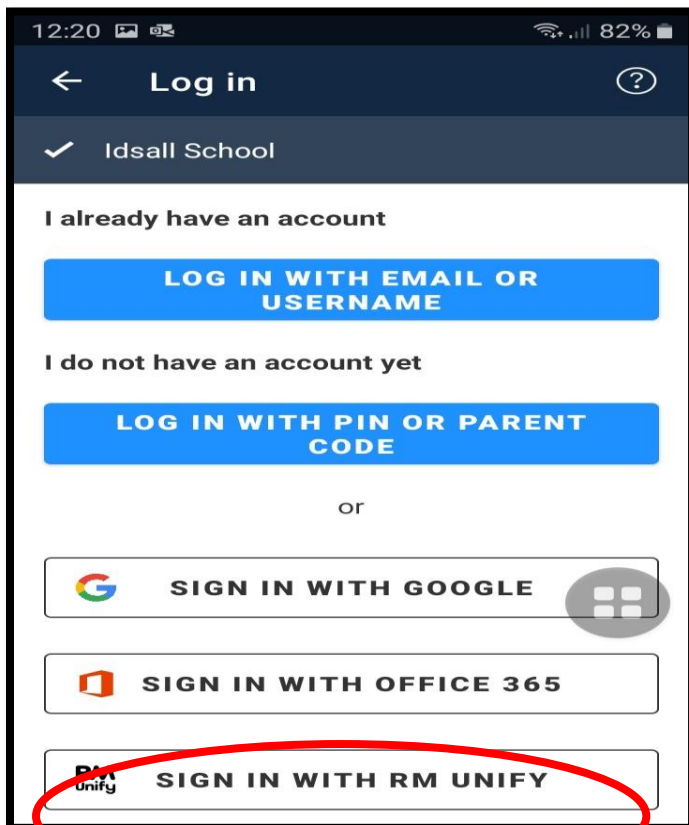 12:20 82%
Log in ?
Idsall School
I already have an account
LOG IN WITH EMAIL OR
USERNAME
I do not have an account yet
LOG IN WITH PIN OR PARENT
CODE
or
SIGN IN WITH GOOGLE
SIGN IN WITH OFFICE 365
RM
Unify SIGN IN WITH RM UNIFY